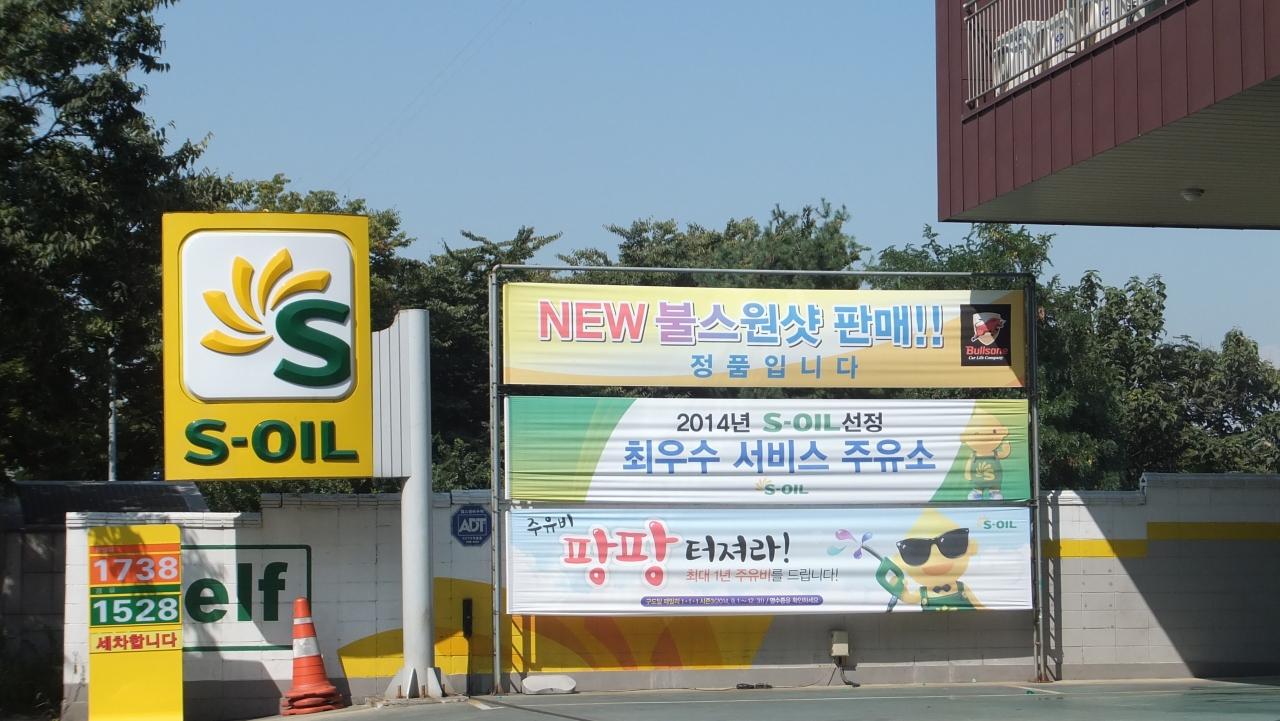 S-OIL
NEW 불스원샷 판매!!
정품입니다
Bullsone
Car Life Company
2014년 S-OIL 선정
최우수 서비스 주유소
S-OIL
주유비
팡팡 터져라!
최대 1년 주유비를 드립니다!
S-OIL
ADT
1738
1528
세차합니다
elf